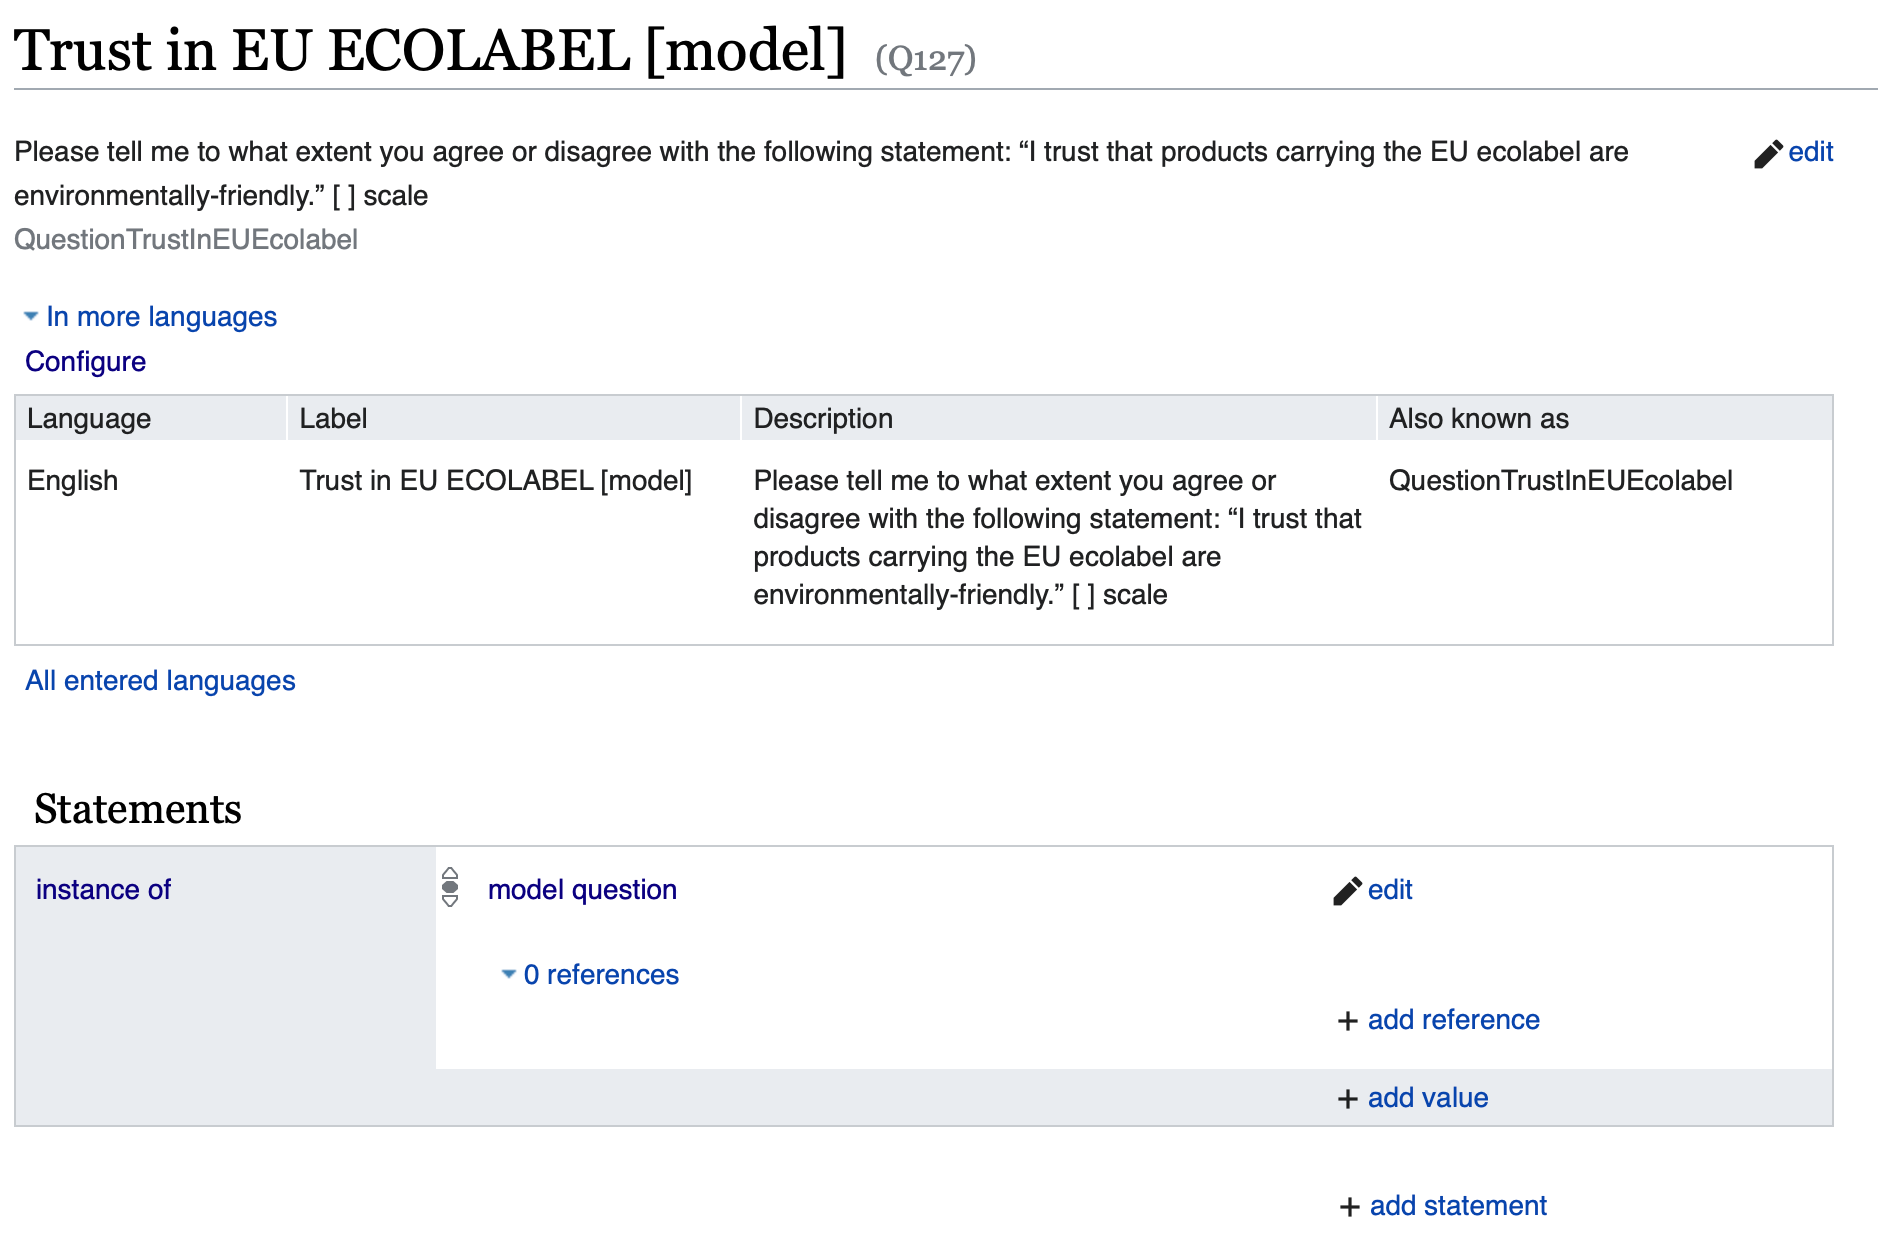 Trust in EU ECOLABEL [model] (Q127)
Please tell me to what extent you agree or disagree with the following statement: “I trust that products carrying the EU ecolabel are
environmentally-friendly.” [ ] scale
edit
QuestionTrustInEUEcolabel
In more languages
Configure
Language Label Description Also known as
English Trust in EU ECOLABEL [model] Please tell me to what extent you agree or QuestionTrustInEUEcolabel
disagree with the following statement: “I trust that
products carrying the EU ecolabel are
environmentally-friendly.” [ ] scale
All entered languages
Statements
instance of model question edit
0 references
+ add reference
+ add value
+ add statement